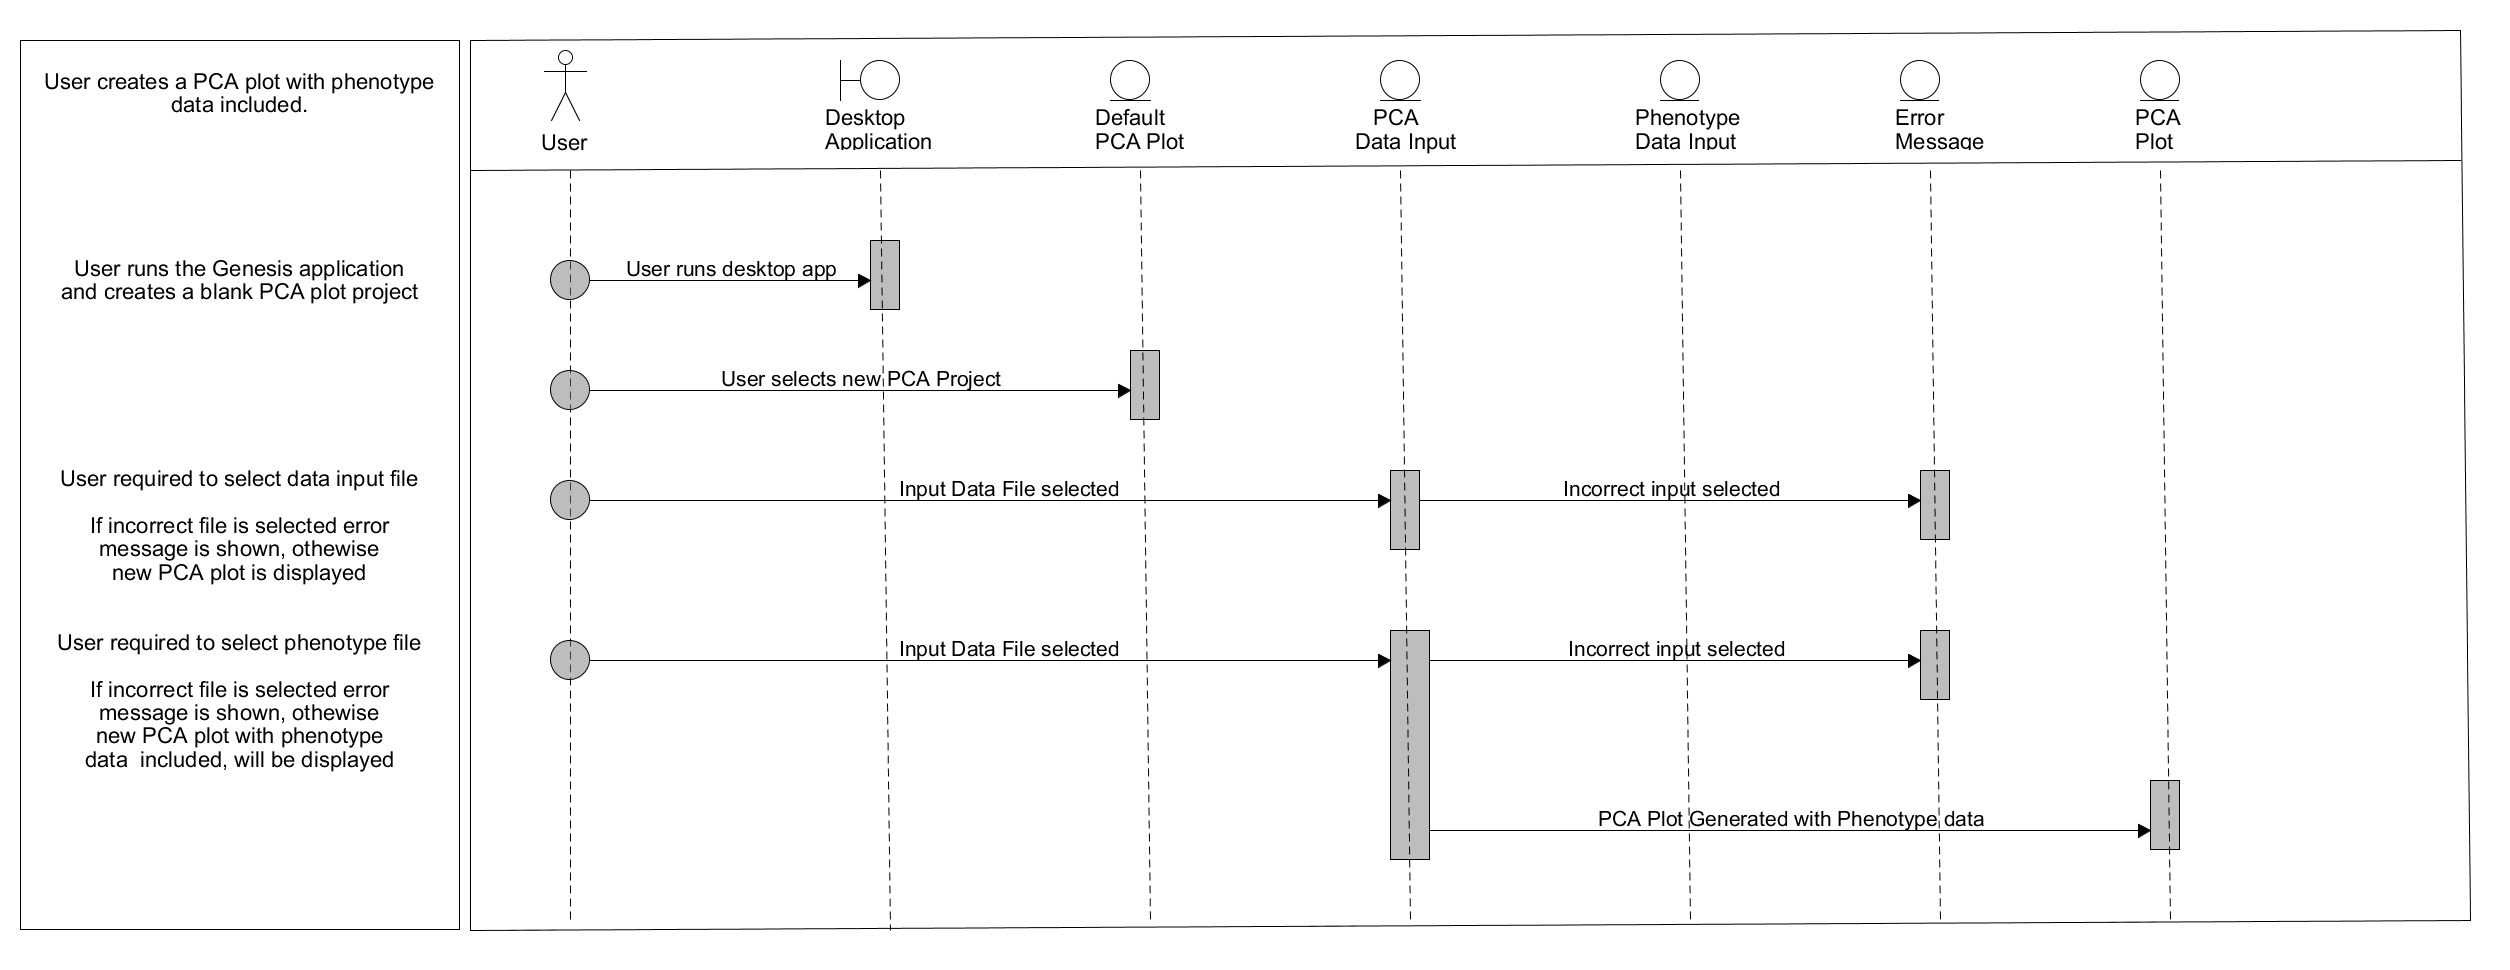 User creates a PCA plot with phenotype
data included.
User runs the Genesis application
and creates a blank PCA plot project
User required to select data input file
If incorrect file is selected error
message is shown, othewise
new PCA plot is displayed
User required to select phenotype file
If incorrect file is selected error
message is shown, othewise
new PCA plot with phenotype
data  included, will be displayed
User
Desktop
Application
Default
PCA Plot
PCA
Data Input
Phenotype
Data Input
Error
Message
PCA
Plot
User runs desktop app
User selects new PCA Project
Input Data File selected
Incorrect input selected
Input Data File selected
Incorrect input selected
PCA Plot Generated with Phenotype data